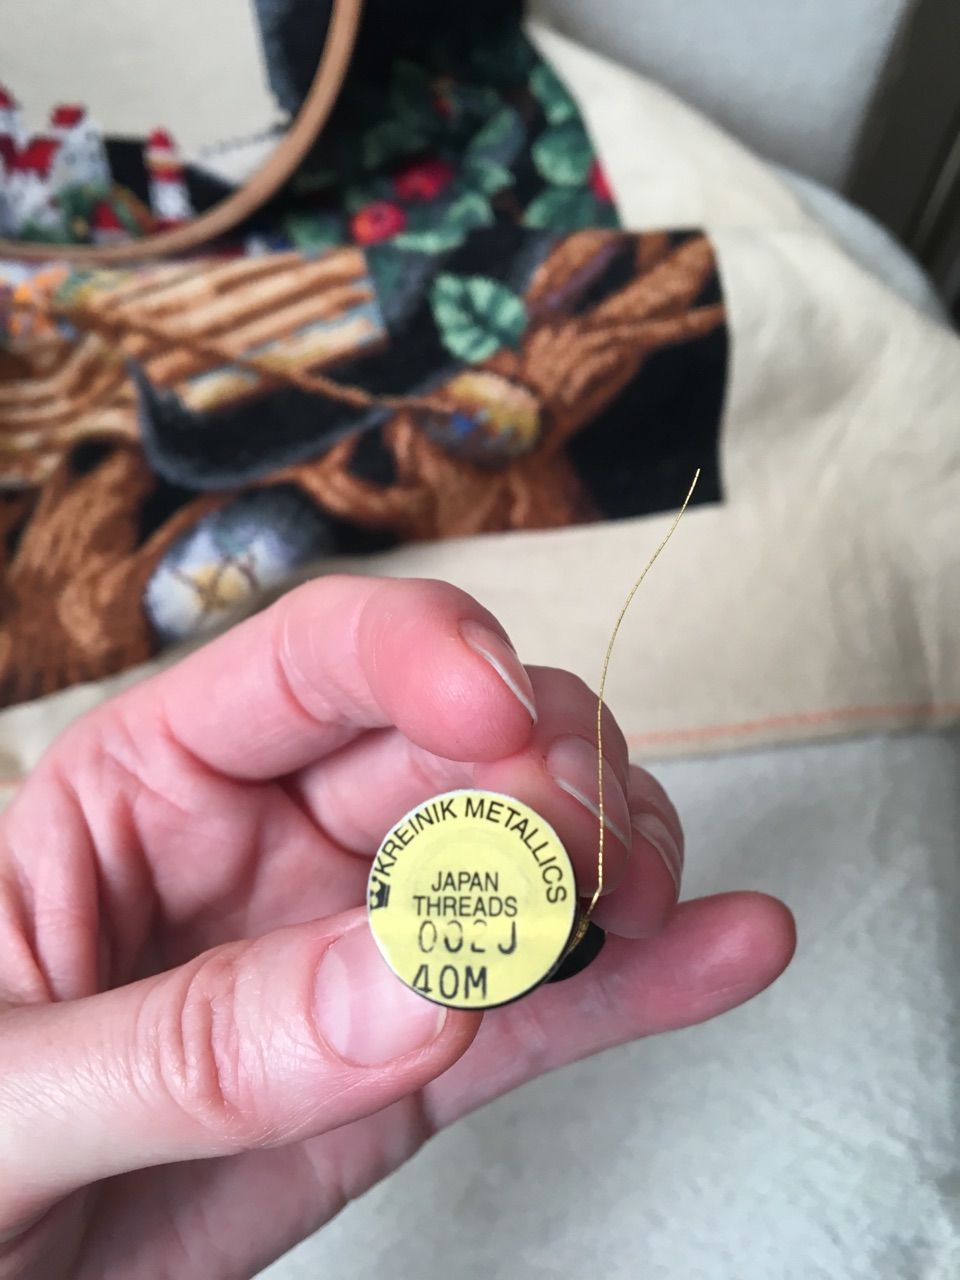 KREINIK METALLICS
JAPAN
THREADS
002J
40M